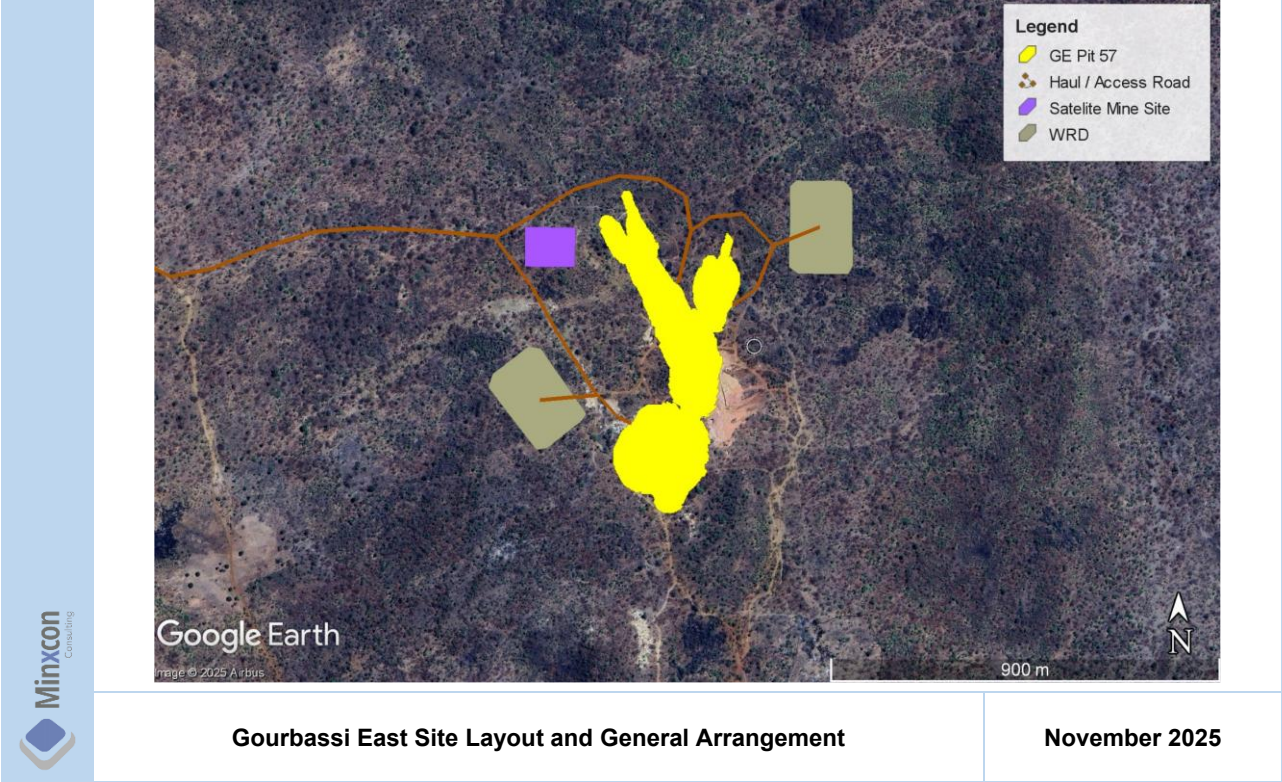 Legend
GE Pit 57
Haul / Access Road
Satelite Mine Site
WRD
Google Earth
Image © 2025 Airbus
N
900 m
Minxcon
Consulting
Gourbassi East Site Layout and General Arrangement
November 2025